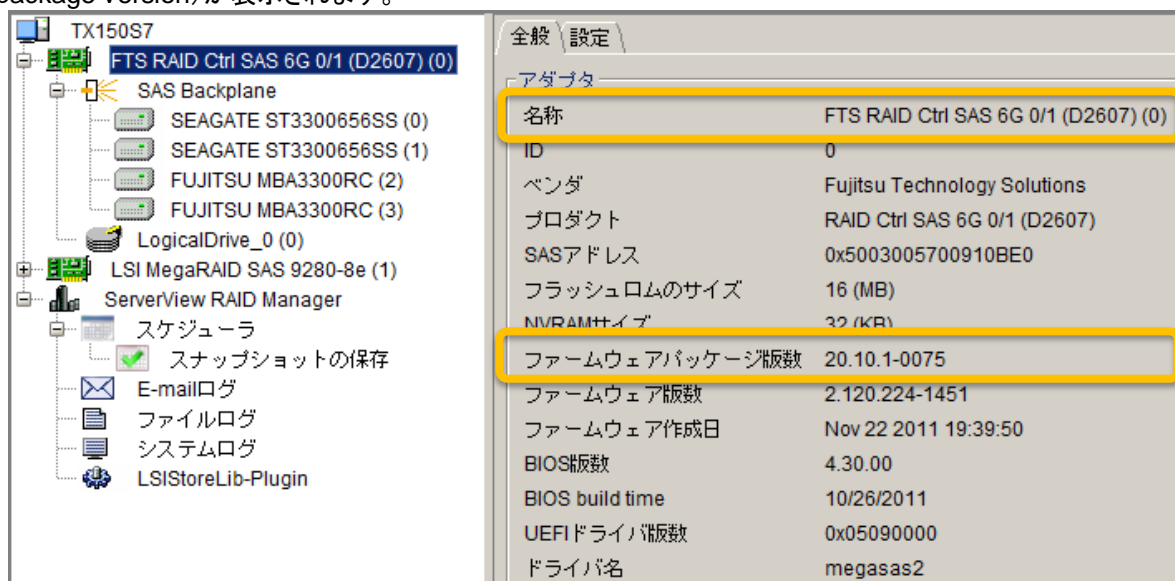 package version)が表示されます。
TX150S7
FTS RAID Ctrl SAS 6G 0/1 (D2607) (0)
SAS Backplane
SEAGATE ST3300656SS (0)
SEAGATE ST3300656SS (1)
FUJITSU MBA3300RC (2)
FUJITSU MBA3300RC (3)
LogicalDrive_0 (0)
LSI MegaRAID SAS 9280-8e (1)
ServerView RAID Manager
スケジューラ
スナップショットの保存
E-mailログ
ファイルログ
システムログ
LSIStoreLib-Plugin
全般 設定
アダプタ
名称 FTS RAID Ctrl SAS 6G 0/1 (D2607) (0)
ID 0
ベンダ Fujitsu Technology Solutions
プロダクト RAID Ctrl SAS 6G 0/1 (D2607)
SASアドレス 0x5003005700910BE0
フラッシュロムのサイズ 16 (MB)
NVRAMサイズ 32 (KB)
ファームウェアパッケージ版数 20.10.1-0075
ファームウェア版数 2.120.224-1451
ファームウェア作成日 Nov 22 2011 19:39:50
BIOS版数 4.30.00
BIOS build time 10/26/2011
UEFIドライバ版数 0x05090000
ドライバ名 megasas2